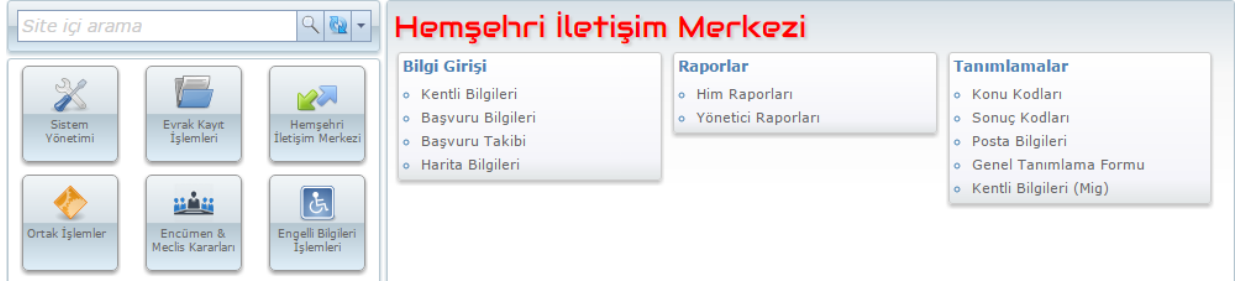 Site içi arama
Sistem
Yönetimi
Evrak Kayıt
İşlemleri
Hemşehri
İletişim Merkezi
Ortak İşlemler
Encümen &
Meclis Kararları
Engelli Bilgileri
İşlemleri
Hemşehri İletişim Merkezi
Bilgi Girişi
Kentli Bilgileri
Başvuru Bilgileri
Başvuru Takibi
Harita Bilgileri
Raporlar
Him Raporları
Yönetici Raporları
Tanımlamalar
Konu Kodları
Sonuç Kodları
Posta Bilgileri
Genel Tanımlama Formu
Kentli Bilgileri (Mig)